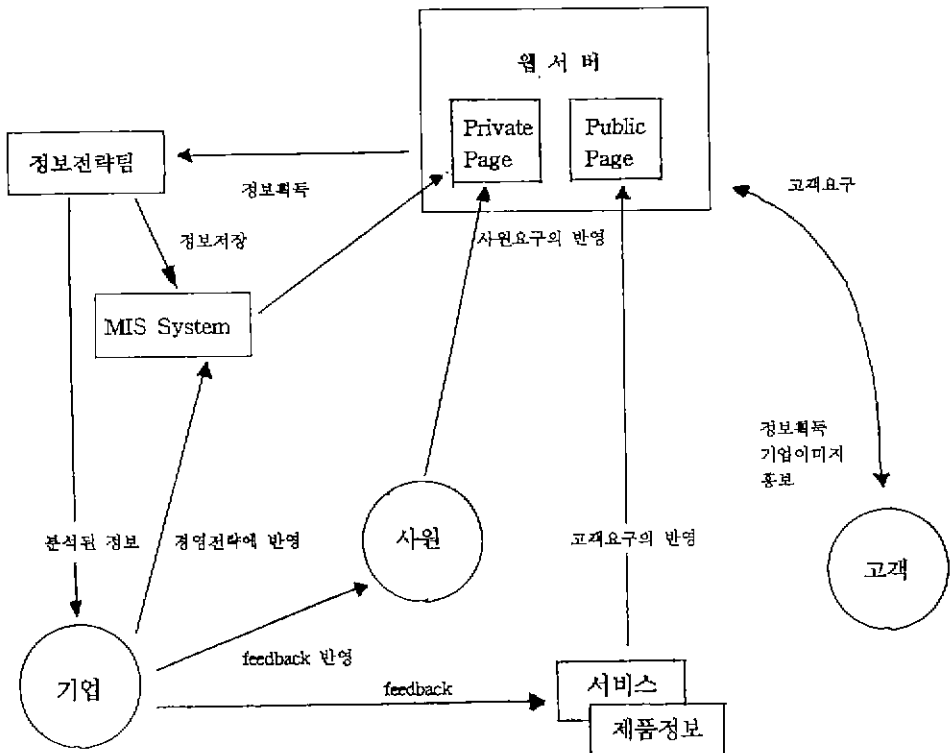 웹 서 버
Private
Page
Public
Page
정보전략팀
정보획득
고객요구
정보저장
사원요구의 반영
MIS System
정보획득
기업이미지
홍보
분석된 정보
경영전략에 반영
사원
고객요구의 반영
고객
feedback 반영
기업
feedback
서비스
제품정보